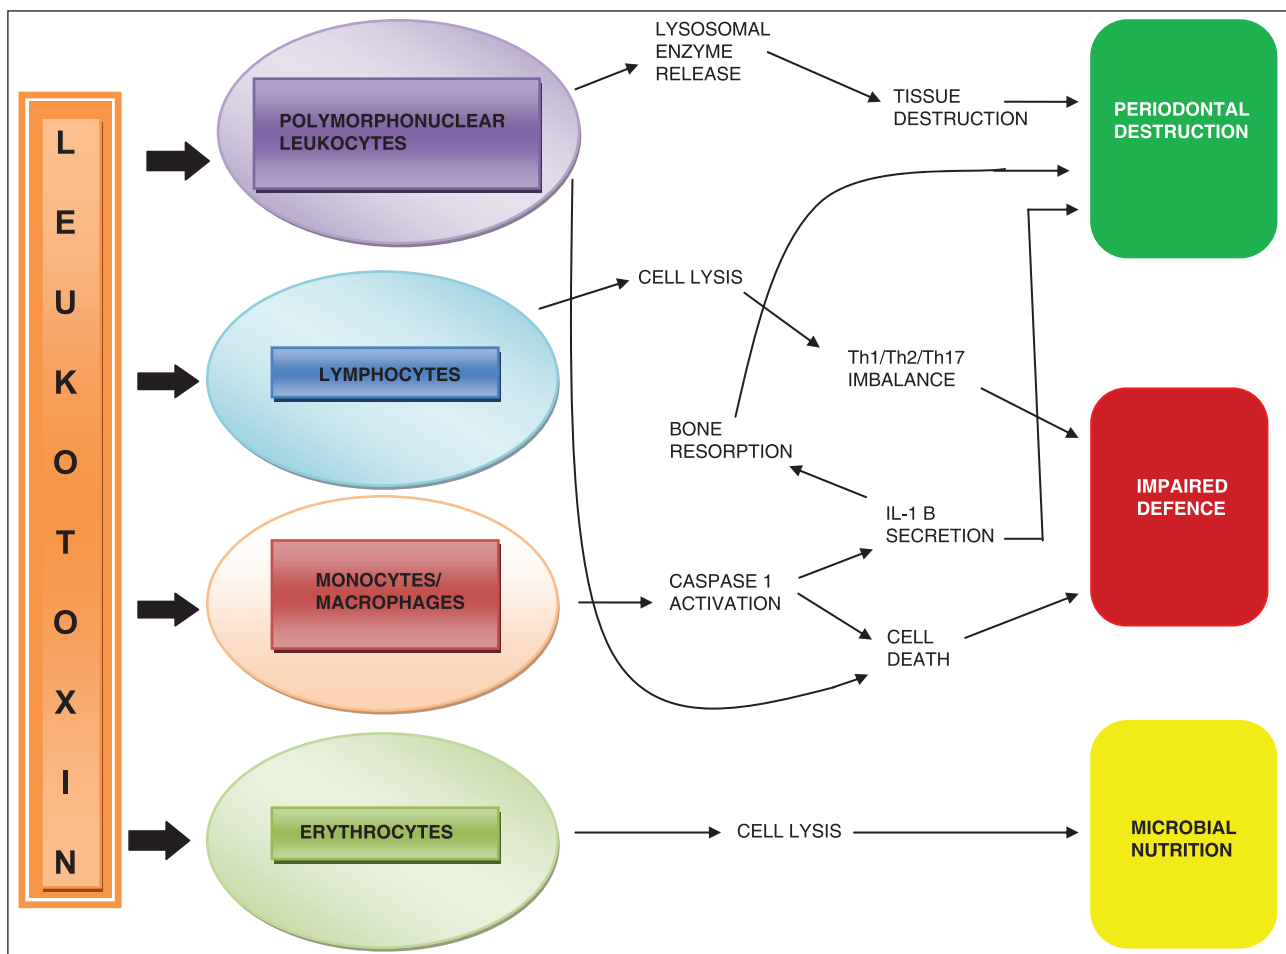 LEUKOTOXIN
POLYMORPHONUCLEAR
LEUKOCYTES
LYMPHOCYTES
MONOCYTES/
MACROPHAGES
ERYTHROCYTES
LYSOSOMAL
ENZYME
RELEASE
TISSUE
DESTRUCTION
CELL LYSIS
Th1/Th2/Th17
IMBALANCE
BONE
RESORPTION
IL-1 B
SECRETION
CASPASE 1
ACTIVATION
CELL
DEATH
CELL LYSIS
PERIODONTAL
DESTRUCTION
IMPAIRED
DEFENCE
MICROBIAL
NUTRITION